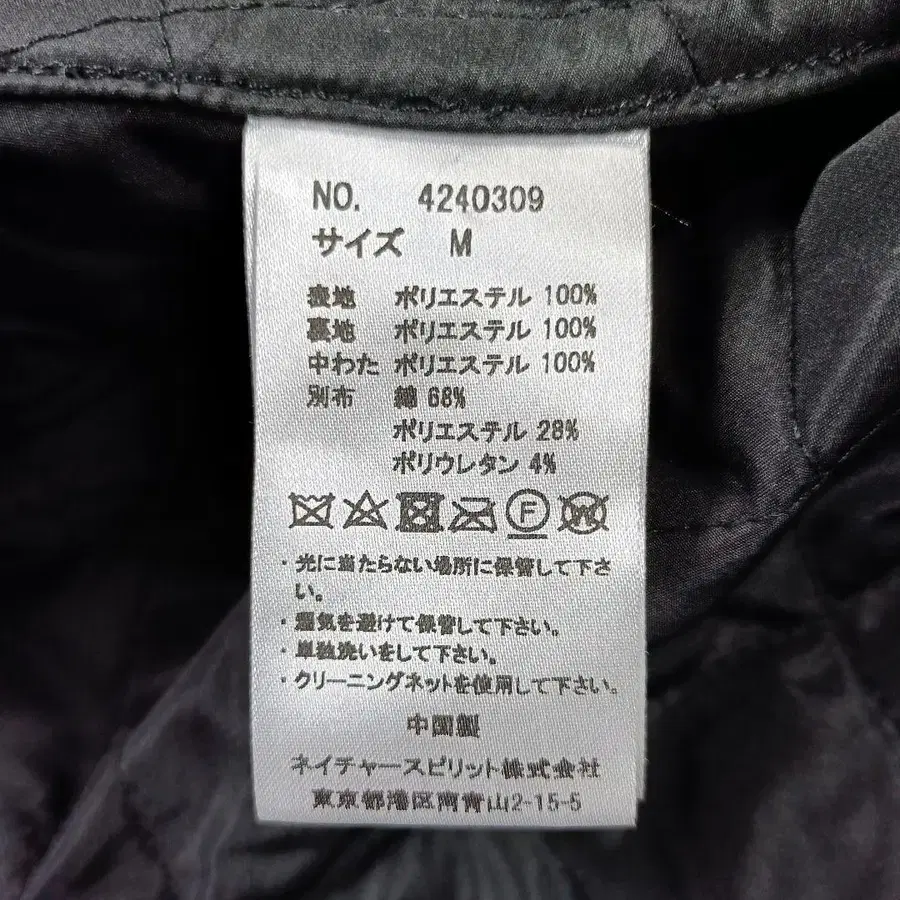 NO. 4240309
サイズ M
表地 ポリエステル 100%
裏地 ポリエステル 100%
中わた ポリエステル 100%
別布 綿 68%
ポリエステル 28%
ポリウレタン 4%
F W
・光に当たらない場所に保管して下さ
い。
・湿気を避けて保管して下さい。
・単独洗いをして下さい。
・クリーニングネットを使用して下さい。
中国製
ネイチャースピリット株式会社
東京都港区南青山2-15-5